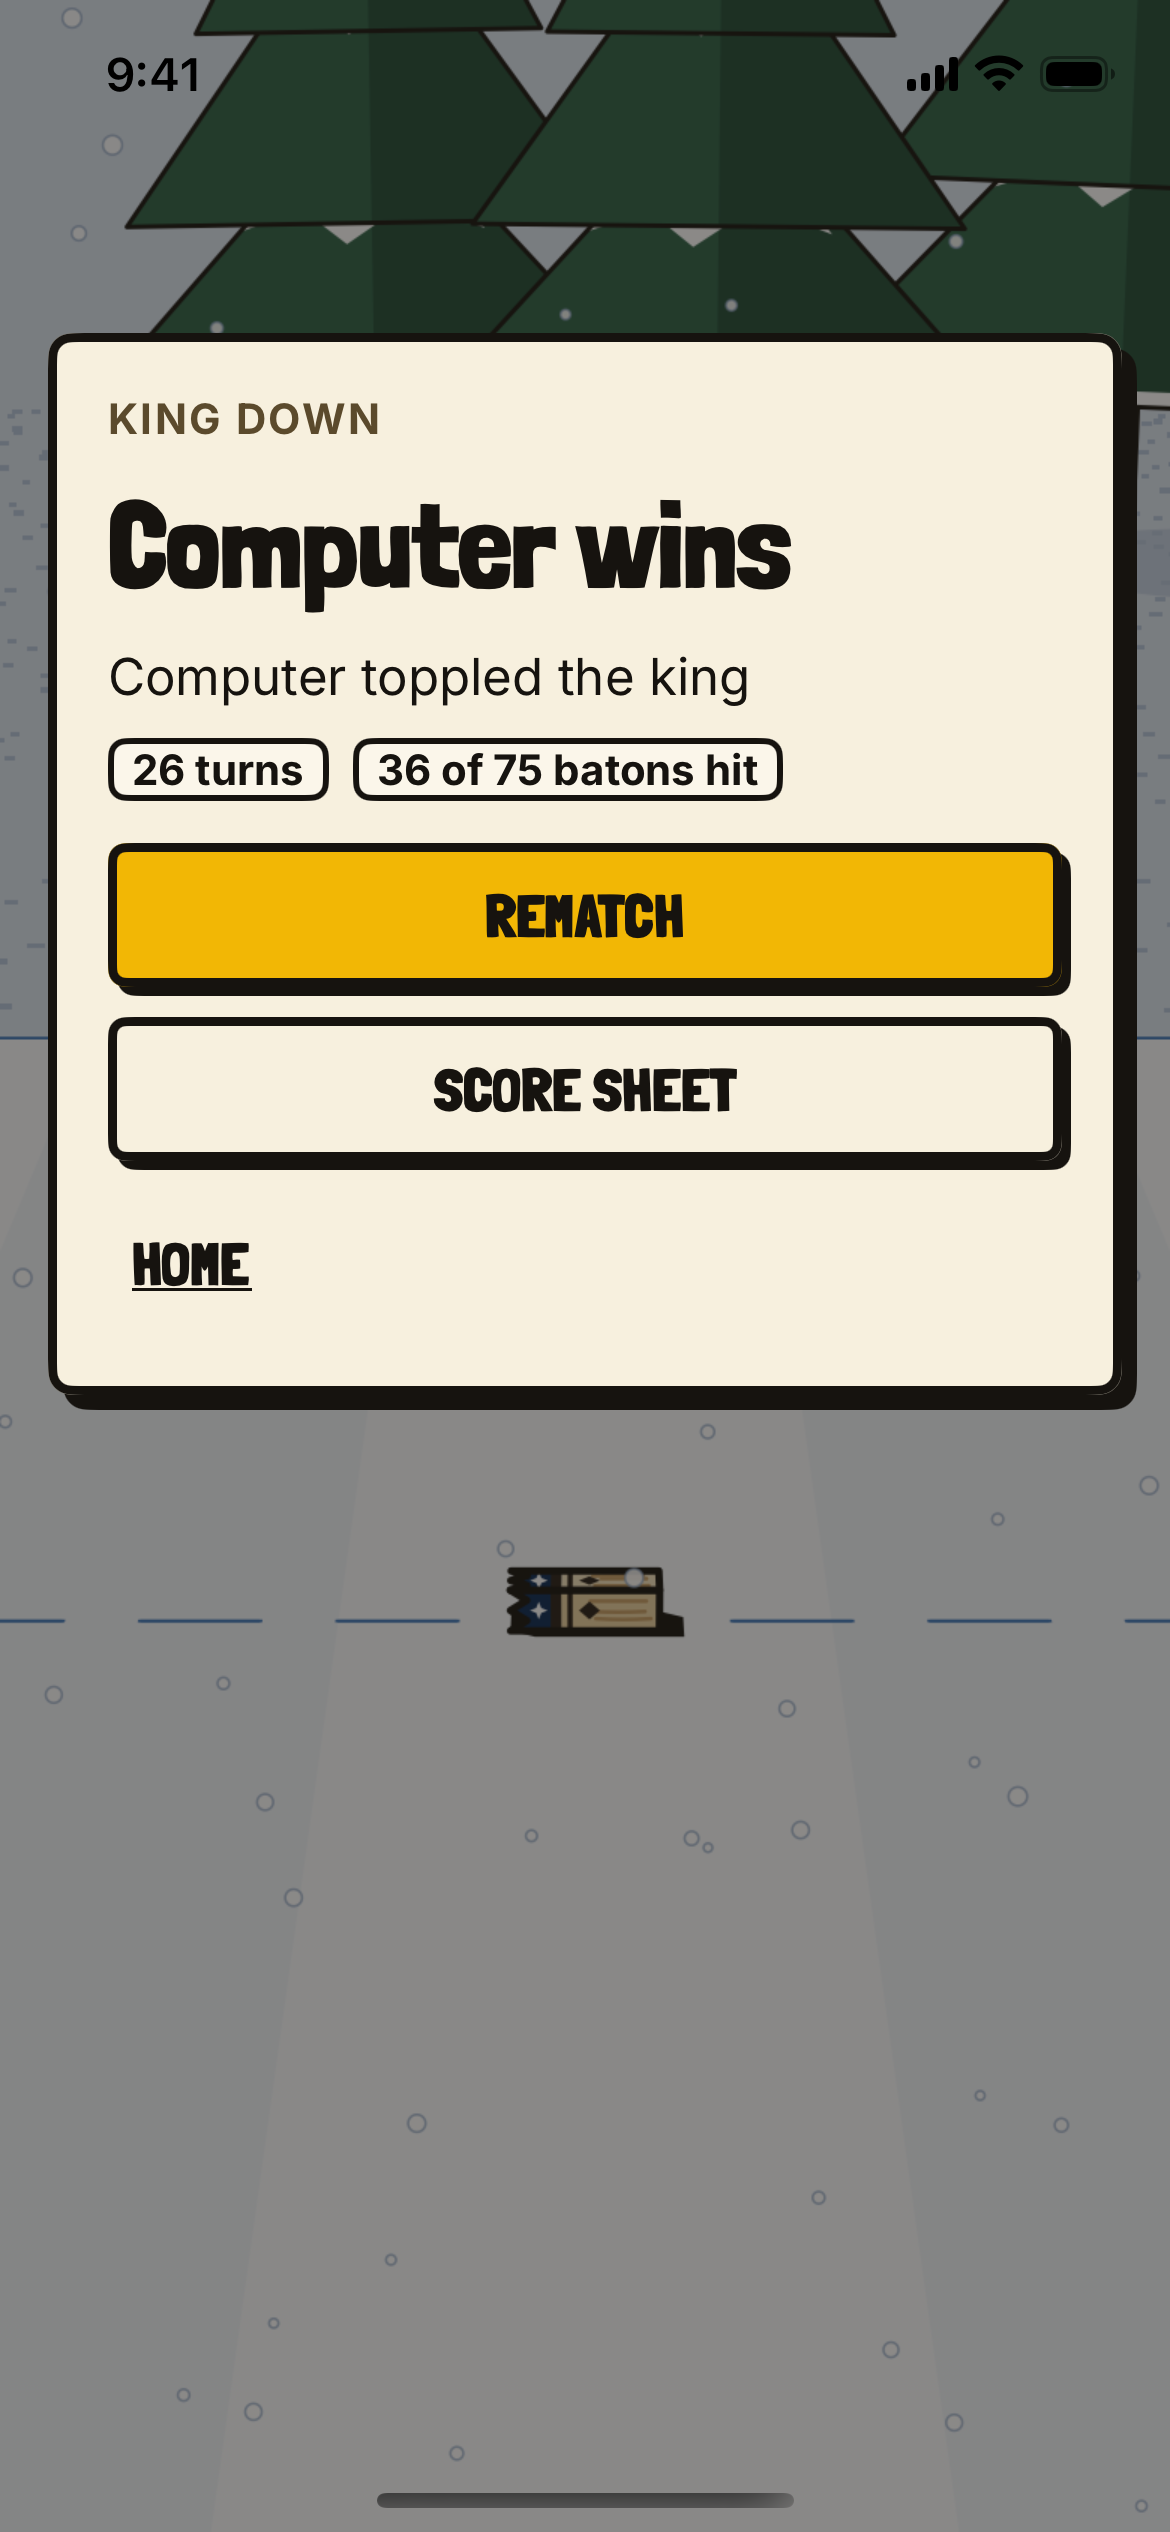 9:41
KING DOWN
Computer wins
Computer toppled the king
26 turns 36 of 75 batons hit
REMATCH
SCORE SHEET
HOME